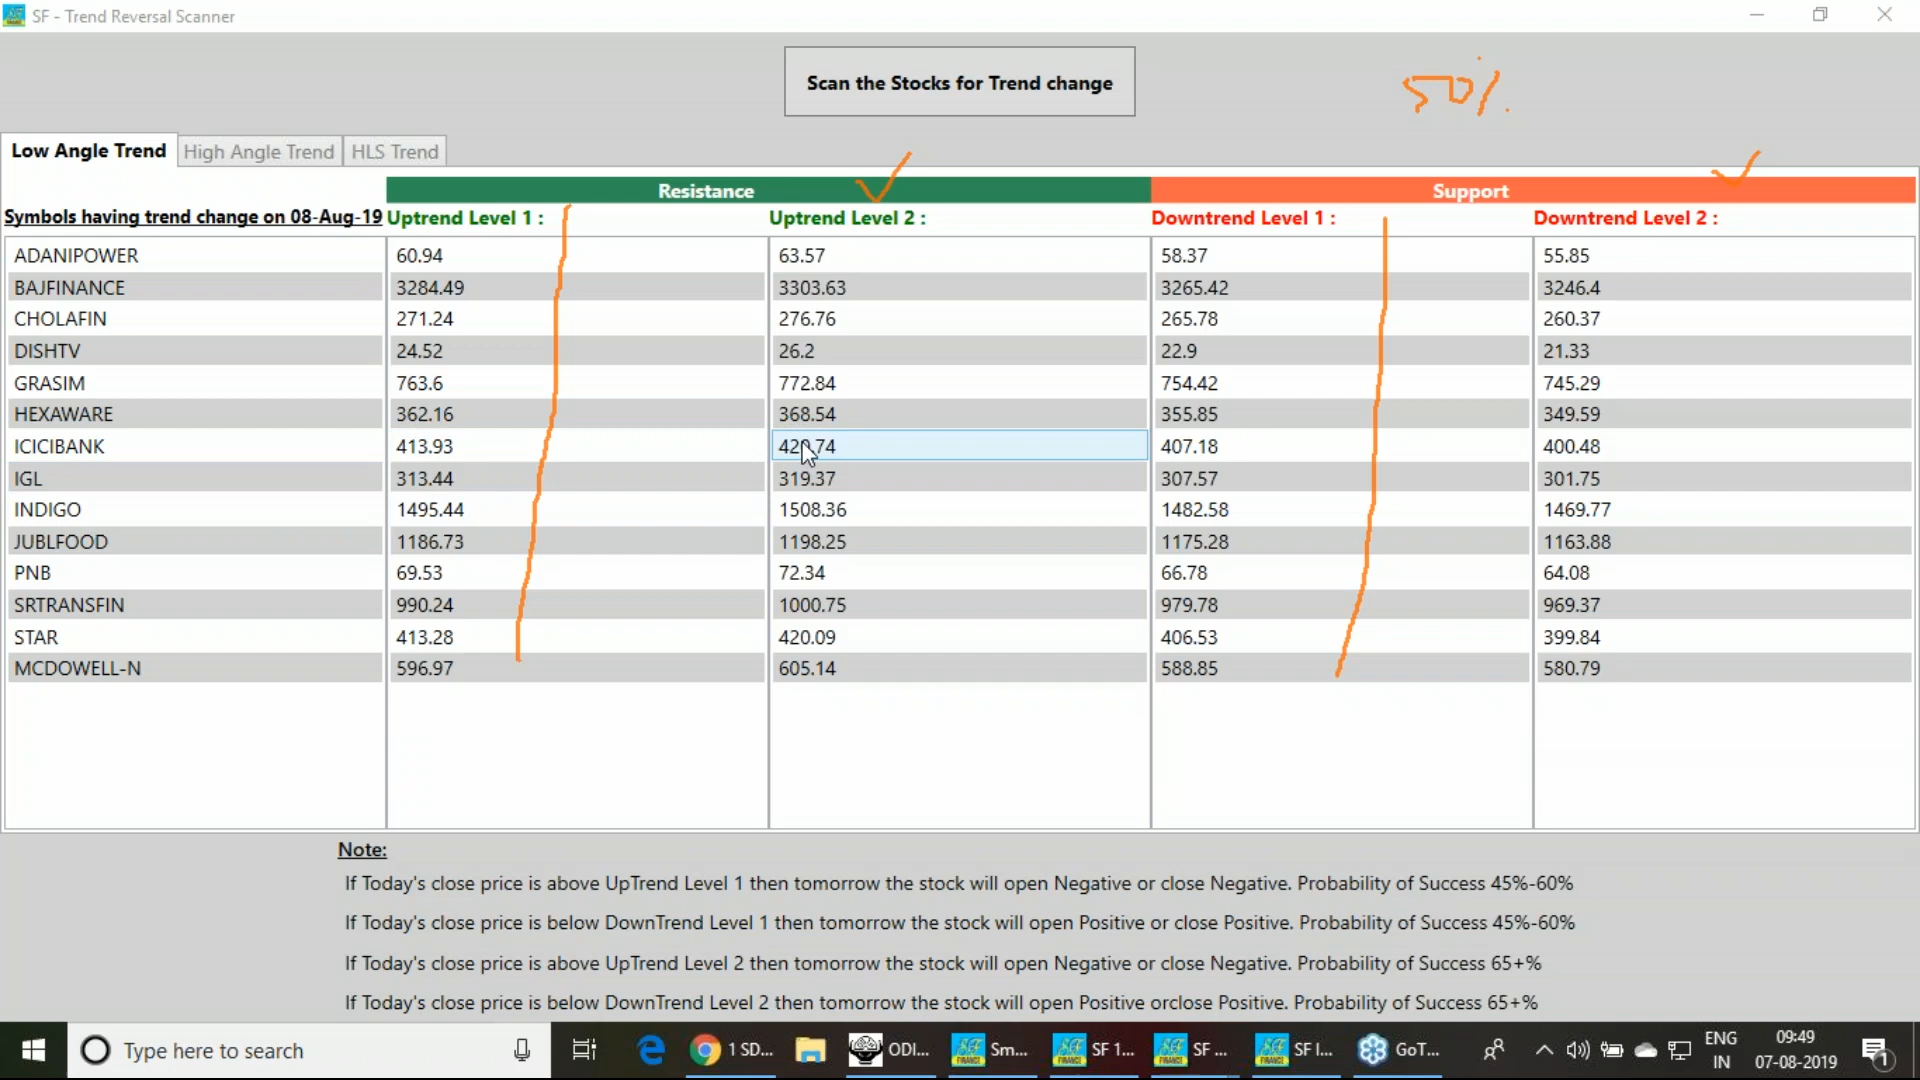 SF - Trend Reversal Scanner
Scan the Stocks for Trend change
50%
Low Angle Trend High Angle Trend HLS Trend
Resistance Support
Symbols having trend change on 08-Aug-19 Uptrend Level 1 : Uptrend Level 2 : Downtrend Level 1 : Downtrend Level 2 :
ADANIPOWER 60.94 63.57 58.37 55.85
BAJFINANCE 3284.49 3303.63 3265.42 3246.4
CHOLAFIN 271.24 276.76 265.78 260.37
DISHTV 24.52 26.2 22.9 21.33
GRASIM 763.6 772.84 754.42 745.29
HEXAWARE 362.16 368.54 355.85 349.59
ICICIBANK 413.93 420.74 407.18 400.48
IGL 313.44 319.37 307.57 301.75
INDIGO 1495.44 1508.36 1482.58 1469.77
JUBLFOOD 1186.73 1198.25 1175.28 1163.88
PNB 69.53 72.34 66.78 64.08
SRTRANSFIN 990.24 1000.75 979.78 969.37
STAR 413.28 420.09 406.53 399.84
MCDOWELL-N 596.97 605.14 588.85 580.79
Note:
If Today's close price is above UpTrend Level 1 then tomorrow the stock will open Negative or close Negative. Probability of Success 45%-60%
If Today's close price is below DownTrend Level 1 then tomorrow the stock will open Positive or close Positive. Probability of Success 45%-60%
If Today's close price is above UpTrend Level 2 then tomorrow the stock will open Negative or close Negative. Probability of Success 65+%
If Today's close price is below DownTrend Level 2 then tomorrow the stock will open Positive orclose Positive. Probability of Success 65+%
Type here to search 1 SD... ODI... Sm... SF 1... SF ... SF I... GoT... ENG 09:49
IN 07-08-2019 1